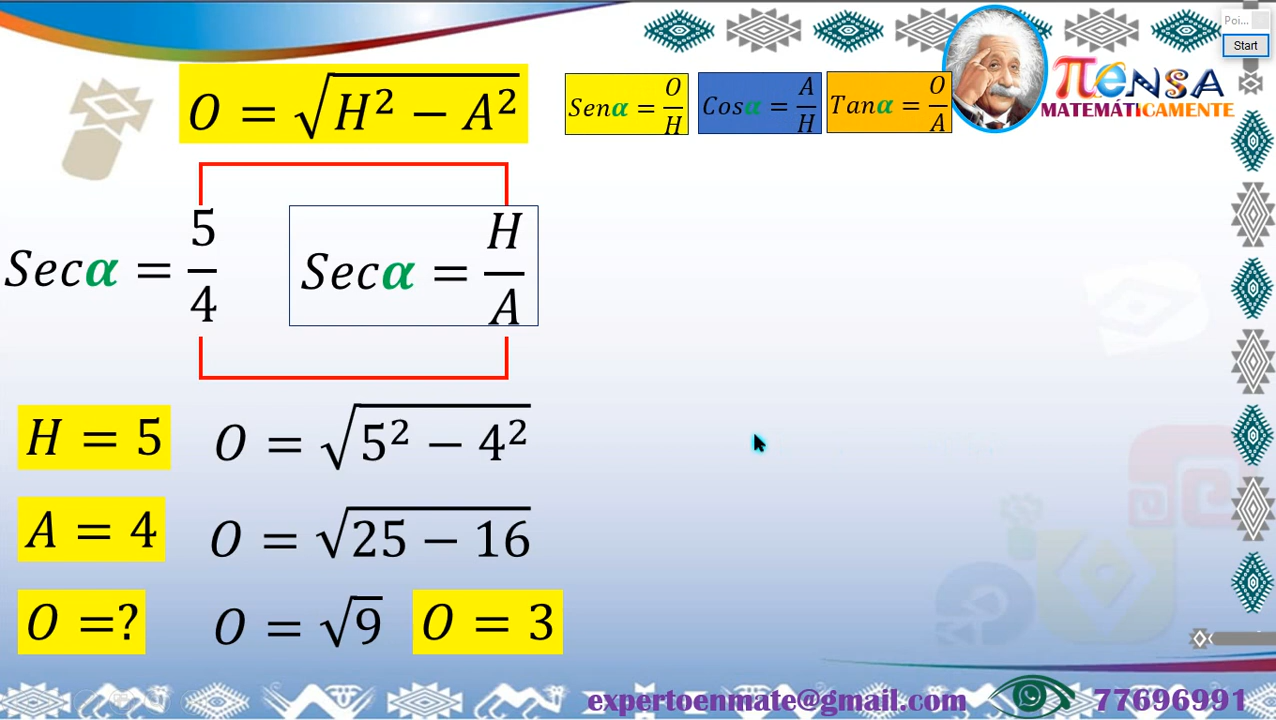 Poi...
Start
πeNSA
MATEMÁTICAMENTE
O = √(H² − A²)
Senα = O/H
Cosα = A/H
Tanα = O/A
Secα = 5/4
Secα = H/A
H = 5
O = √(5² − 4²)
A = 4
O = √(25 − 16)
O =?
O = √9
O = 3
expertoenmate@gmail.com
77696991